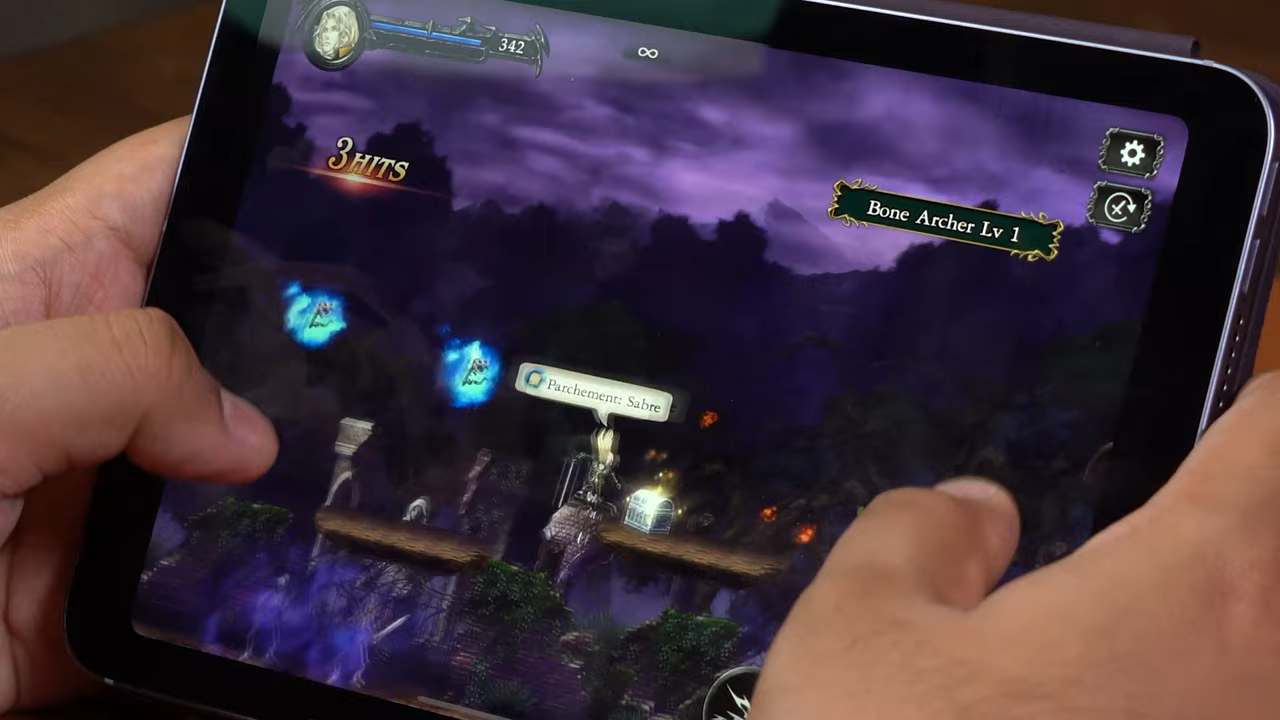 342
∞
3 HITS
Bone Archer Lv 1
Parchement: Sabre